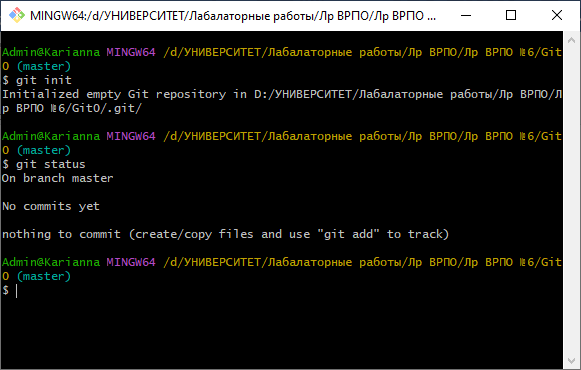 MINGW64:/d/УНИВЕРСИТЕТ/Лабалаторные работы/Лр ВРПО/Лр ВРПО ...
Admin@Karianna MINGW64 /d/УНИВЕРСИТЕТ/Лабалаторные работы/Лр ВРПО/Лр ВРПО №6/Git
O (master)
$ git init
Initialized empty Git repository in D:/УНИВЕРСИТЕТ/Лабалаторные работы/Лр ВРПО/Л
р ВРПО №6/GitO/.git/
Admin@Karianna MINGW64 /d/УНИВЕРСИТЕТ/Лабалаторные работы/Лр ВРПО/Лр ВРПО №6/Git
O (master)
$ git status
On branch master
No commits yet
nothing to commit (create/copy files and use "git add" to track)
Admin@Karianna MINGW64 /d/УНИВЕРСИТЕТ/Лабалаторные работы/Лр ВРПО/Лр ВРПО №6/Git
O (master)
$